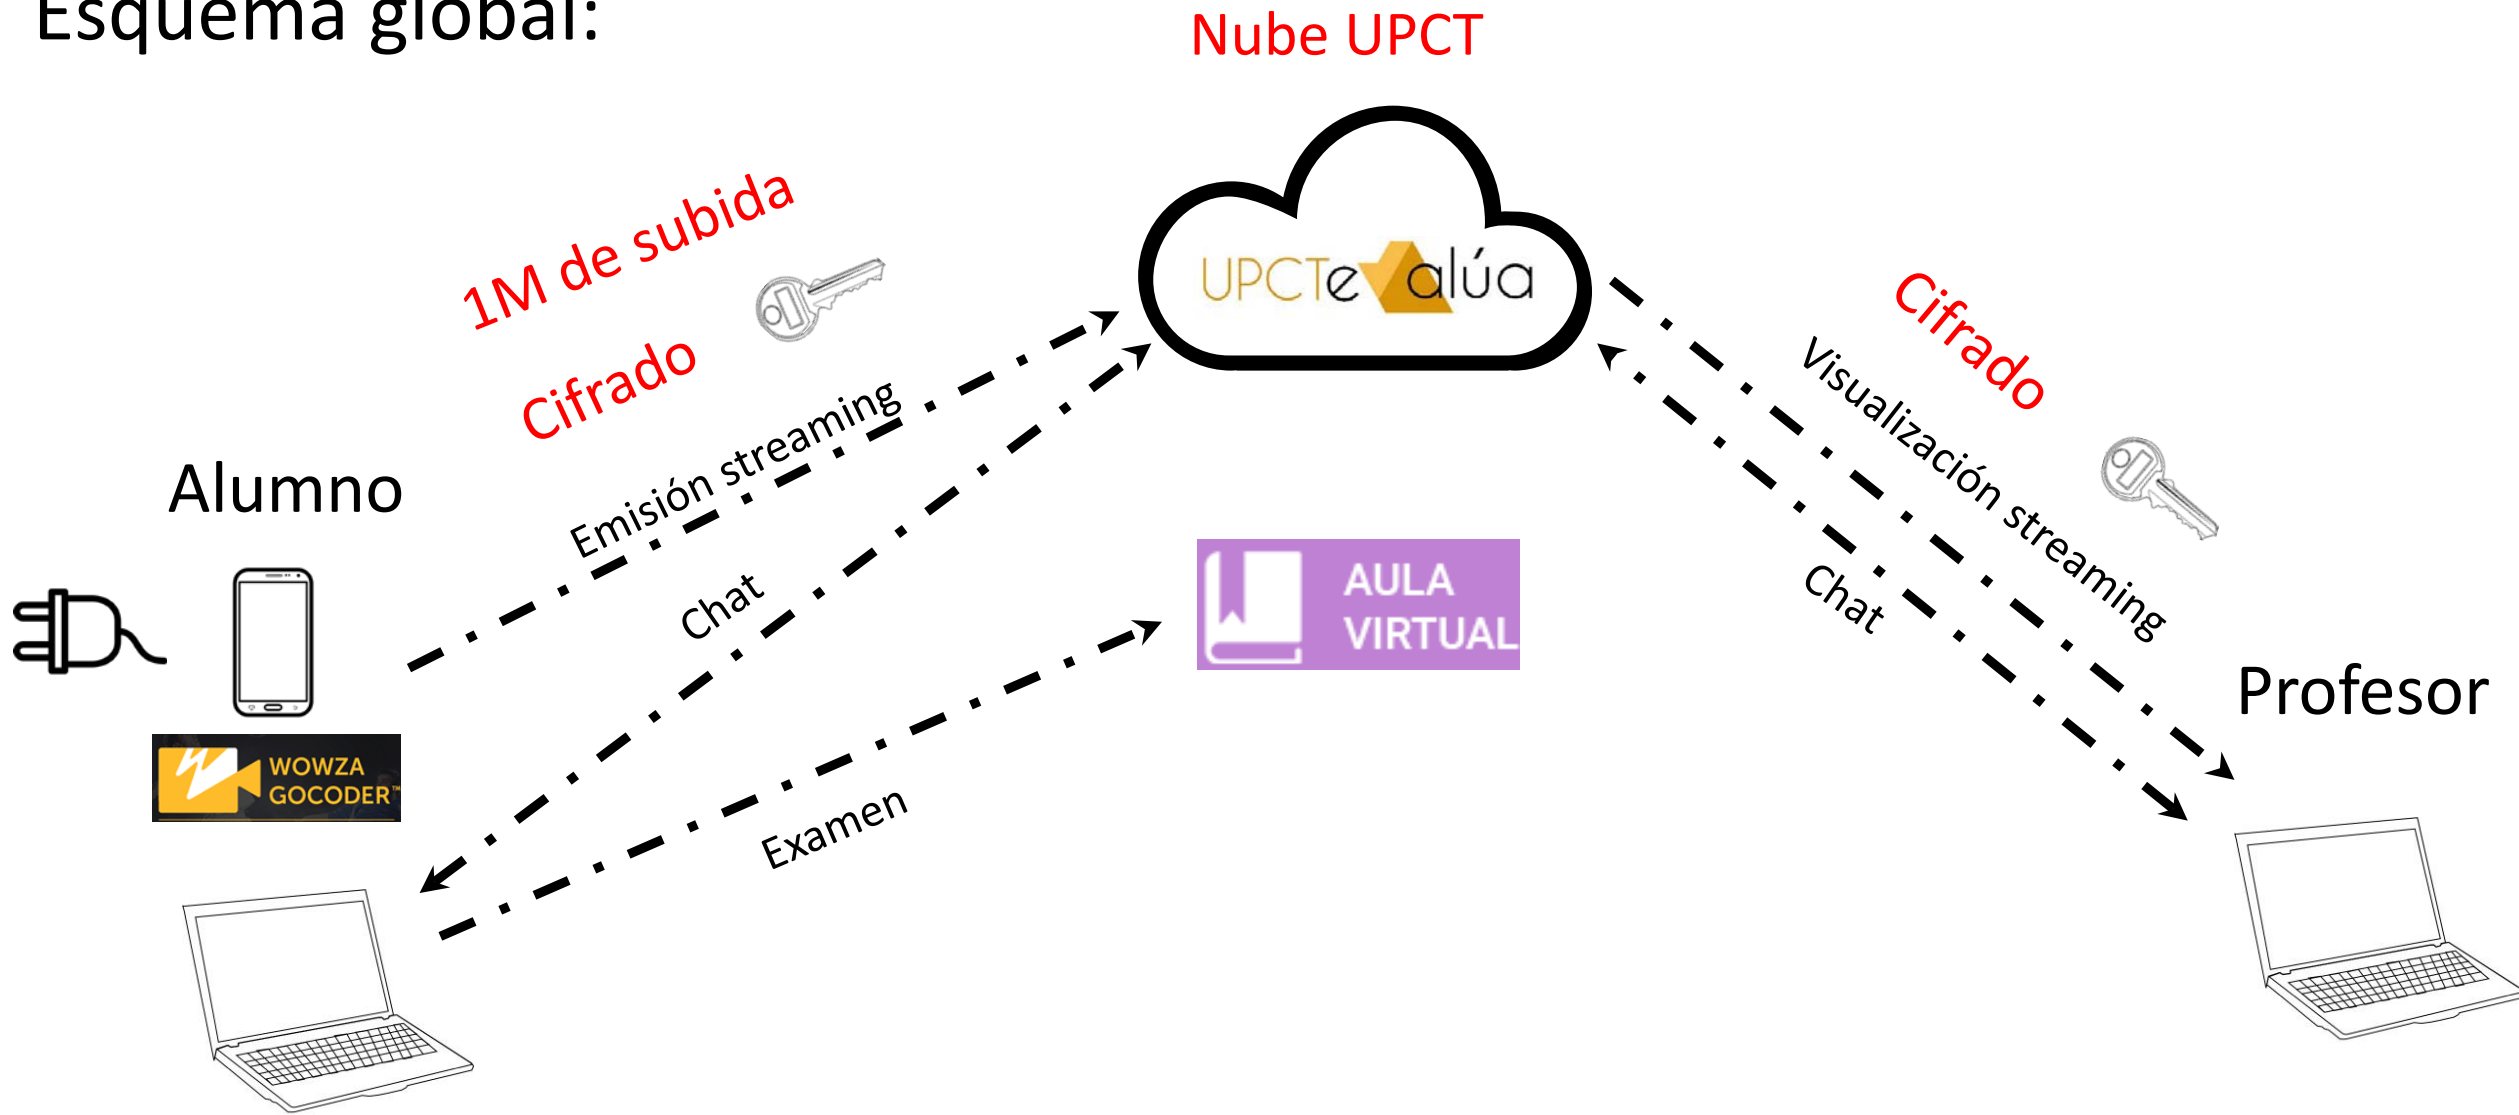 Esquema global:
Nube UPCT
1M de subida
Cifrado
UPCTevalúa
Cifrado
Alumno
Emisión streaming
Visualización streaming
Chat
Chat
AULA
VIRTUAL
Profesor
WOWZA
GOCODER™
Examen